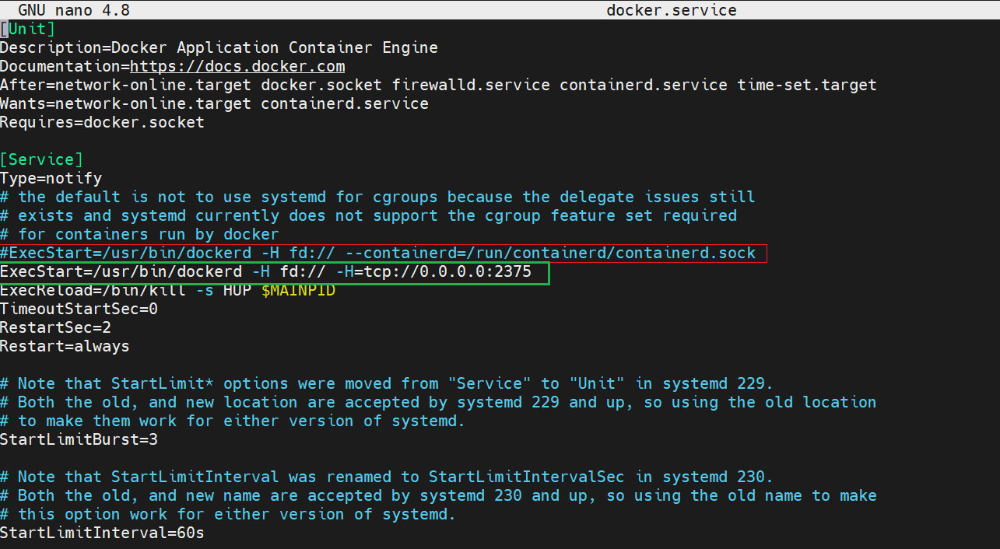 GNU nano 4.8 docker.service
[Unit]
Description=Docker Application Container Engine
Documentation=https://docs.docker.com
After=network-online.target docker.socket firewalld.service containerd.service time-set.target
Wants=network-online.target containerd.service
Requires=docker.socket
[Service]
Type=notify
# the default is not to use systemd for cgroups because the delegate issues still
# exists and systemd currently does not support the cgroup feature set required
# for containers run by docker
#ExecStart=/usr/bin/dockerd -H fd:// --containerd=/run/containerd/containerd.sock
ExecStart=/usr/bin/dockerd -H fd:// -H=tcp://0.0.0.0:2375
ExecReload=/bin/kill -s HUP $MAINPID
TimeoutStartSec=0
RestartSec=2
Restart=always
# Note that StartLimit* options were moved from "Service" to "Unit" in systemd 229.
# Both the old, and new location are accepted by systemd 229 and up, so using the old location
# to make them work for either version of systemd.
StartLimitBurst=3
# Note that StartLimitInterval was renamed to StartLimitIntervalSec in systemd 230.
# Both the old, and new name are accepted by systemd 230 and up, so using the old name to make
# this option work for either version of systemd.
StartLimitInterval=60s